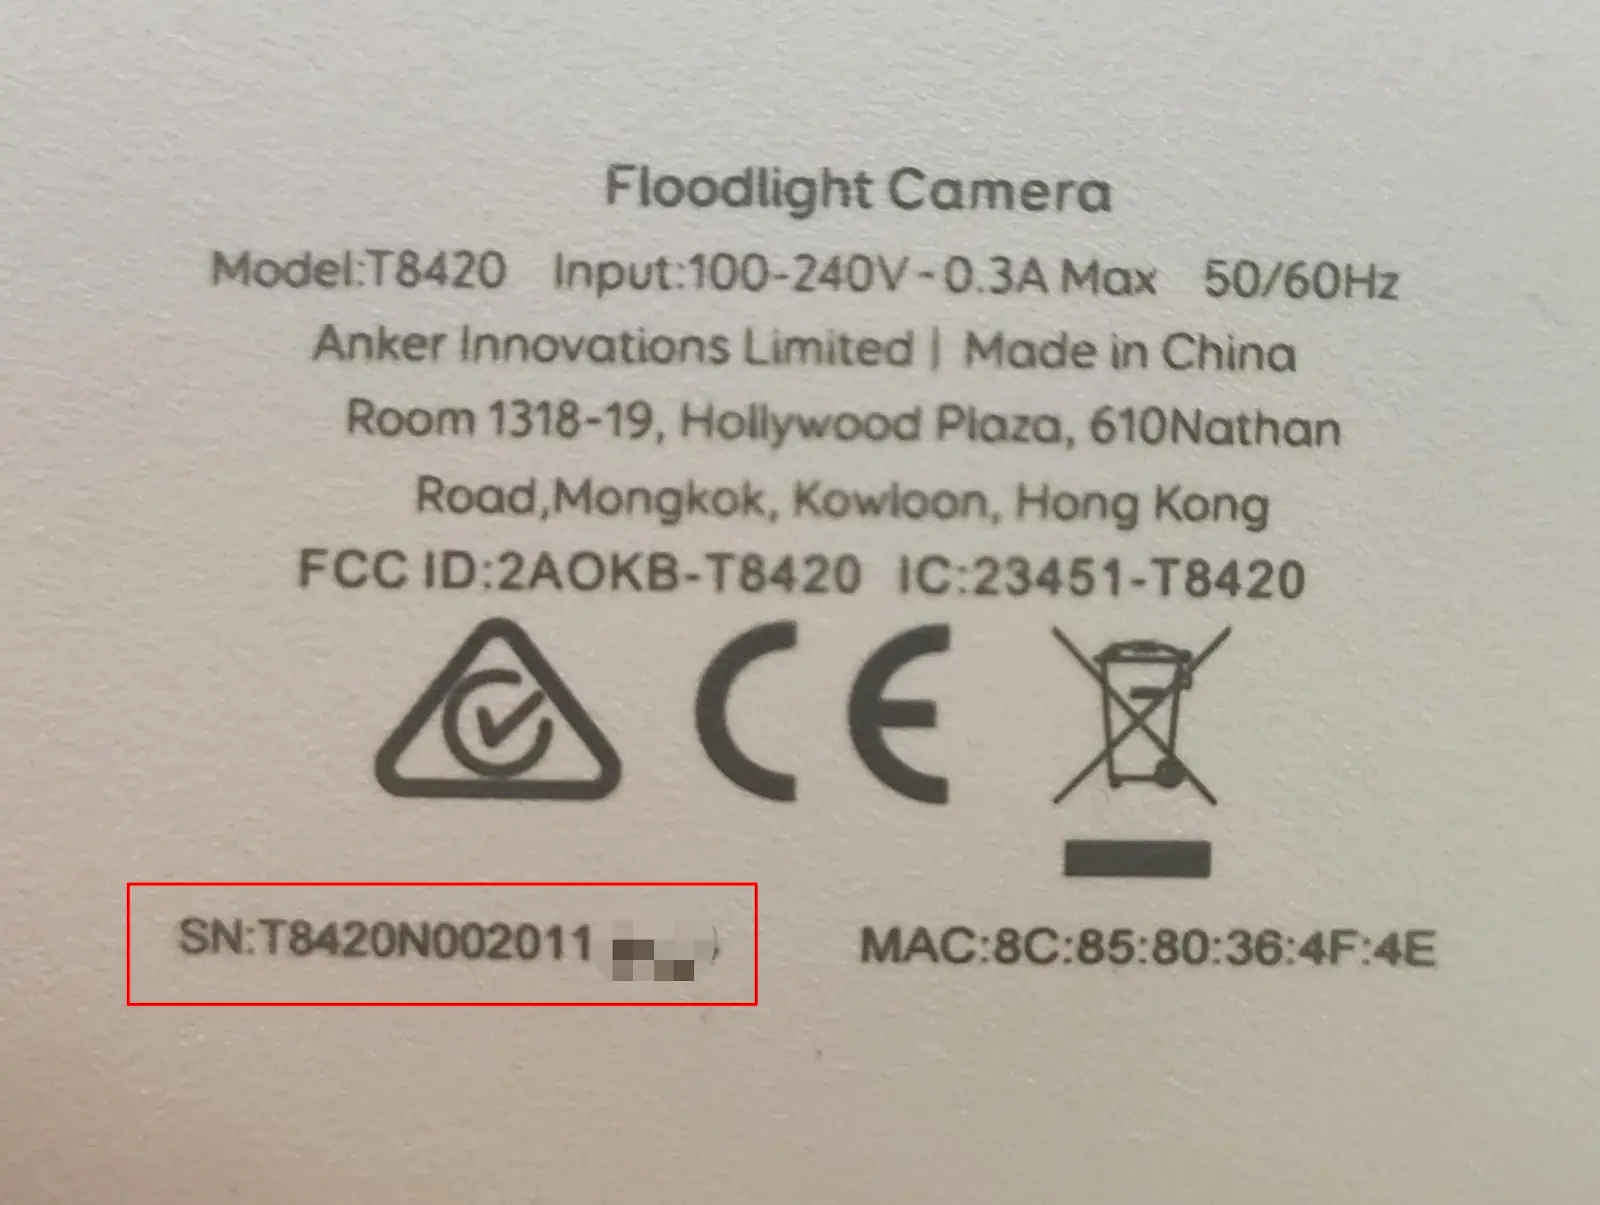 Floodlight Camera
Model:T8420 Input:100-240V-0.3A Max 50/60Hz
Anker Innovations Limited | Made in China
Room 1318-19, Hollywood Plaza, 610Nathan
Road,Mongkok, Kowloon, Hong Kong
FCC ID:2AOKB-T8420 IC:23451-T8420
CE
SN:T8420N002011 MAC:8C:85:80:36:4F:4E